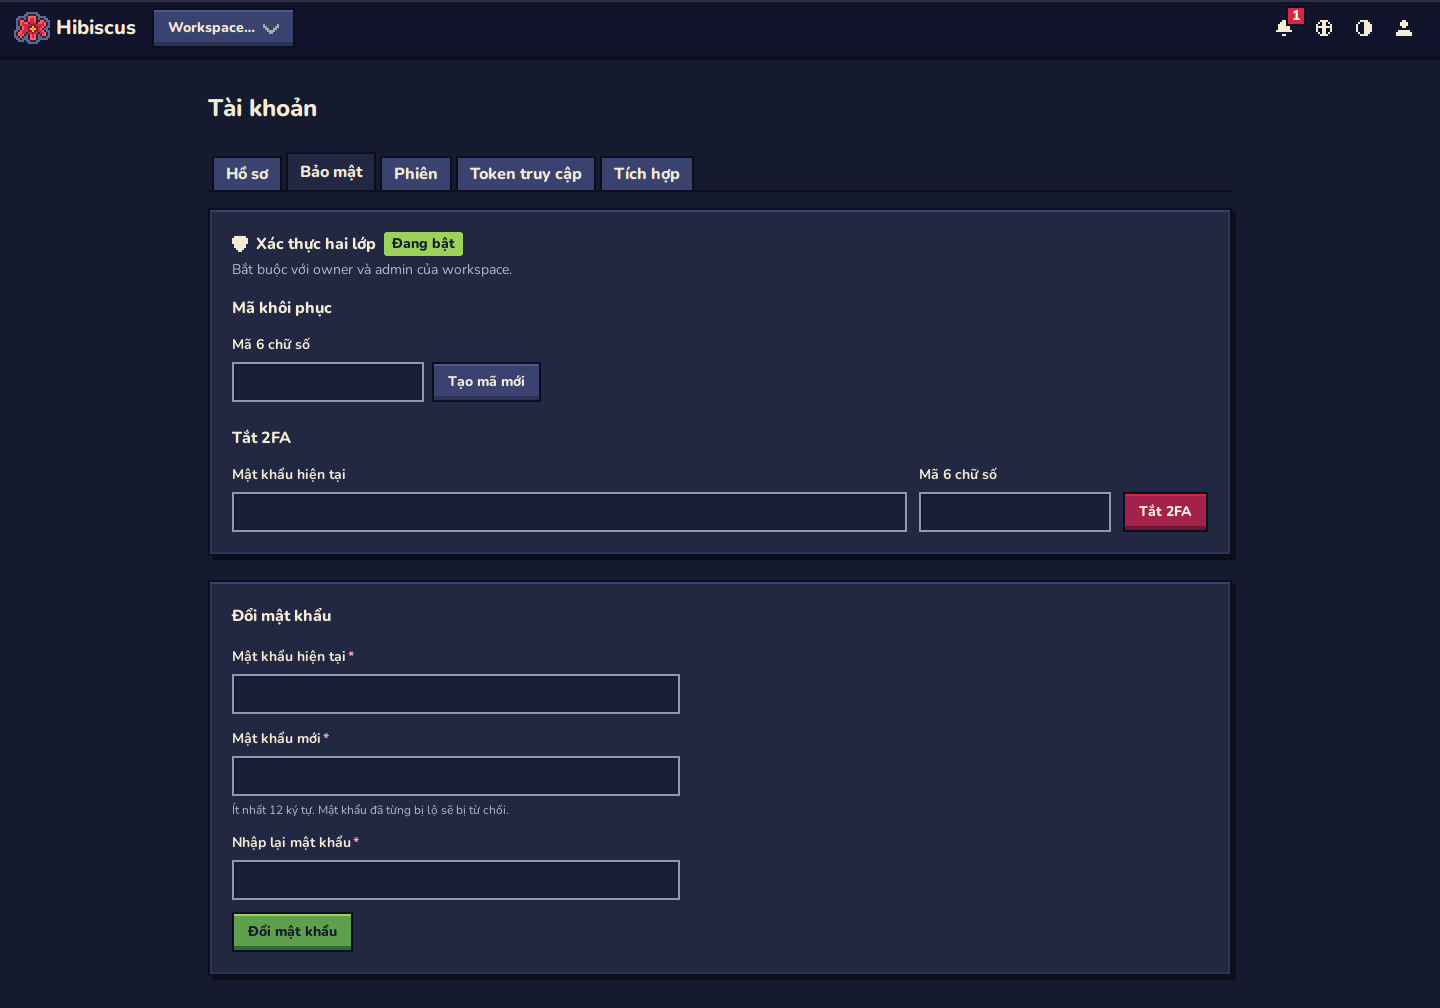 Hibiscus
Workspace...
1
Tài khoản
Hồ sơ
Bảo mật
Phiên
Token truy cập
Tích hợp
Xác thực hai lớp
Đang bật
Bắt buộc với owner và admin của workspace.
Mã khôi phục
Mã 6 chữ số
Tạo mã mới
Tắt 2FA
Mật khẩu hiện tại
Mã 6 chữ số
Tắt 2FA
Đổi mật khẩu
Mật khẩu hiện tại *
Mật khẩu mới *
Ít nhất 12 ký tự. Mật khẩu đã từng bị lộ sẽ bị từ chối.
Nhập lại mật khẩu *
Đổi mật khẩu